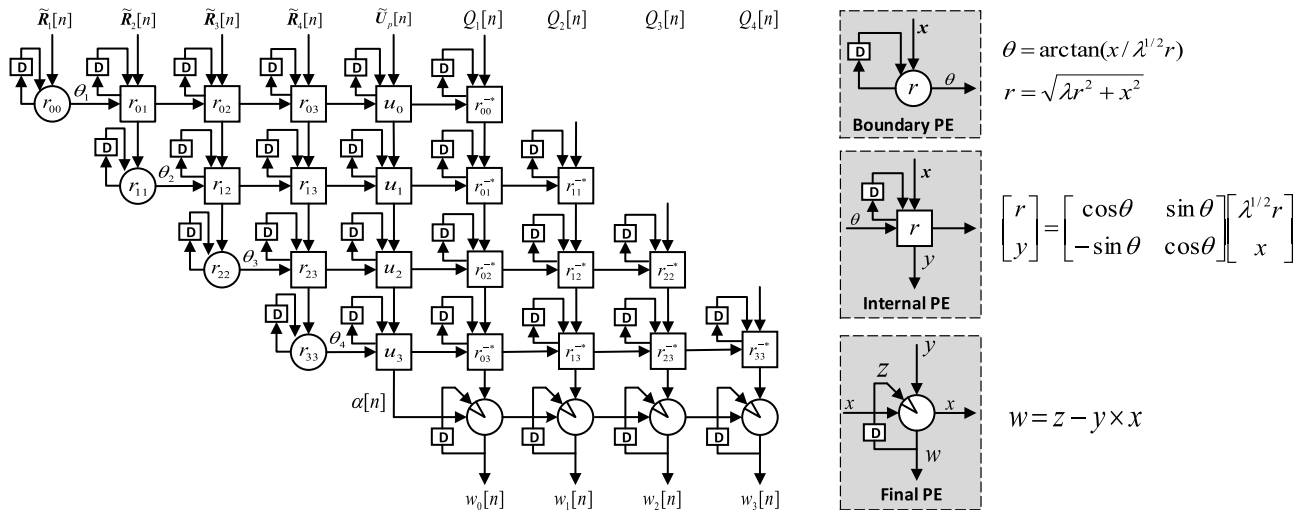 R̃₁[n] R̃₂[n] R̃₃[n] R̃₄[n] Ũₚ[n] Q₁[n] Q₂[n] Q₃[n] Q₄[n]
D D D D D D
r₀₀ θ₁ r₀₁ r₀₂ r₀₃ u₀ r₀₀⁻*
D D D D D D
r₁₁ θ₂ r₁₂ r₁₃ u₁ r₀₁⁻* r₁₁⁻*
D D D D D D
r₂₂ θ₃ r₂₃ u₂ r₀₂⁻* r₁₂⁻* r₂₂⁻*
D D D D D D
r₃₃ θ₄ u₃ r₀₃⁻* r₁₃⁻* r₂₃⁻* r₃₃⁻*
α[n]
D D D D
w₀[n] w₁[n] w₂[n] w₃[n]
x
D
r θ
Boundary PE
θ = arctan(x / λ^{1/2} r)
r = √(λr² + x²)
x
D
θ r
y
Internal PE
[r y] = [cosθ sinθ −sinθ cosθ] [λ^{1/2} r x]
y
z
x x
D
w
Final PE
w = z − y × x